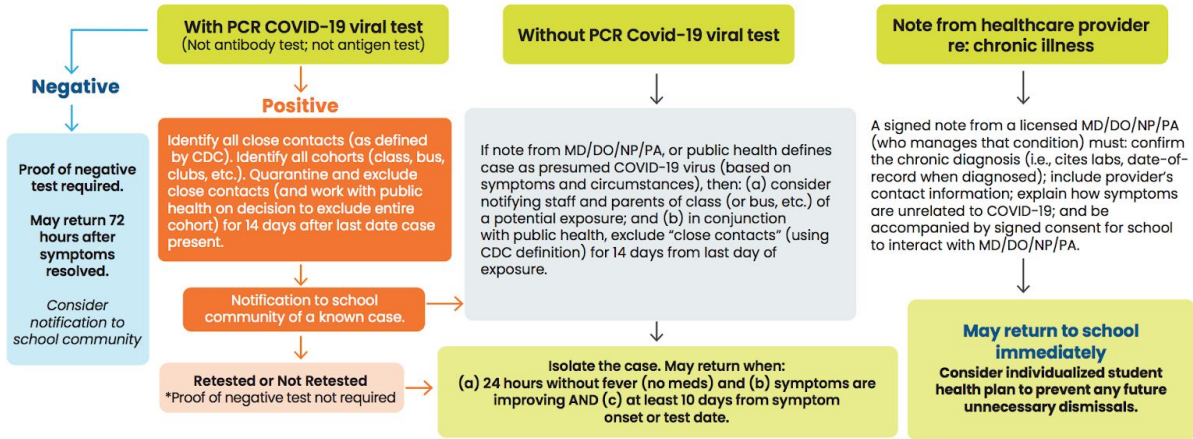 With PCR COVID-19 viral test
(Not antibody test; not antigen test)
Negative
Proof of negative
test required.
May return 72
hours after
symptoms
resolved.
Consider
notification to
school community
Positive
Identify all close contacts (as defined
by CDC). Identify all cohorts (class, bus,
clubs, etc.). Quarantine and exclude
close contacts (and work with public
health on decision to exclude entire
cohort) for 14 days after last date case
present.
Notification to school
community of a known case.
Retested or Not Retested
*Proof of negative test not required
Without PCR Covid-19 viral test
If note from MD/DO/NP/PA, or public health defines
case as presumed COVID-19 virus (based on
symptoms and circumstances), then: (a) consider
notifying staff and parents of class (or bus, etc.) of
a potential exposure; and (b) in conjunction
with public health, exclude “close contacts” (using
CDC definition) for 14 days from last day of
exposure.
Isolate the case. May return when:
(a) 24 hours without fever (no meds) and (b) symptoms are
improving AND (c) at least 10 days from symptom
onset or test date.
Note from healthcare provider
re: chronic illness
A signed note from a licensed MD/DO/NP/PA
(who manages that condition) must: confirm
the chronic diagnosis (i.e., cites labs, date-of-
record when diagnosed); include provider's
contact information; explain how symptoms
are unrelated to COVID-19; and be
accompanied by signed consent for school
to interact with MD/DO/NP/PA.
May return to school
immediately
Consider individualized student
health plan to prevent any future
unnecessary dismissals.